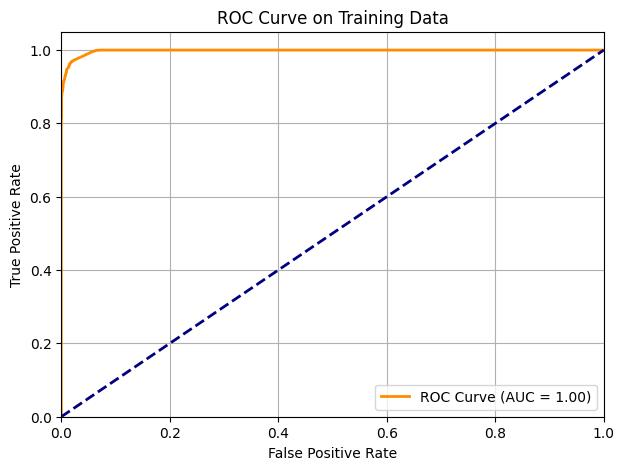 ROC Curve on Training Data
True Positive Rate
1.0
0.8
0.6
0.4
0.2
0.0
ROC Curve (AUC = 1.00)
0.0 0.2 0.4 0.6 0.8 1.0
False Positive Rate